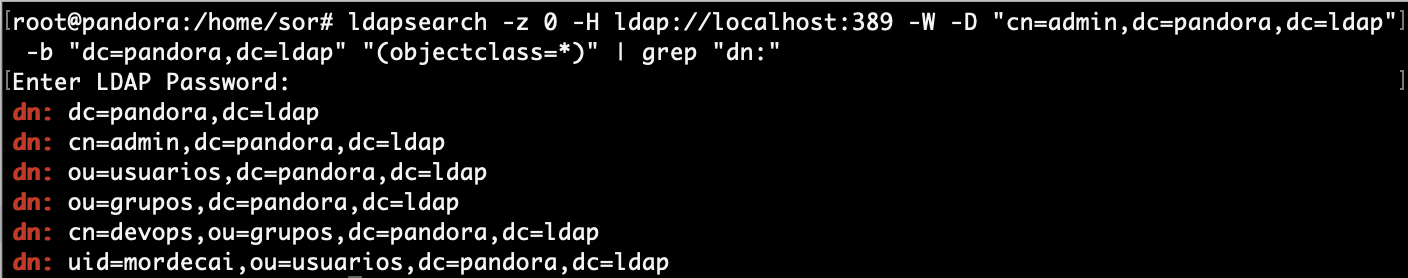 root@pandora:/home/sor# ldapsearch -z 0 -H ldap://localhost:389 -W -D "cn=admin,dc=pandora,dc=ldap"
-b "dc=pandora,dc=ldap" "(objectclass=*)" | grep "dn:"
Enter LDAP Password:
dn: dc=pandora,dc=ldap
dn: cn=admin,dc=pandora,dc=ldap
dn: ou=usuarios,dc=pandora,dc=ldap
dn: ou=grupos,dc=pandora,dc=ldap
dn: cn=devops,ou=grupos,dc=pandora,dc=ldap
dn: uid=mordecai,ou=usuarios,dc=pandora,dc=ldap